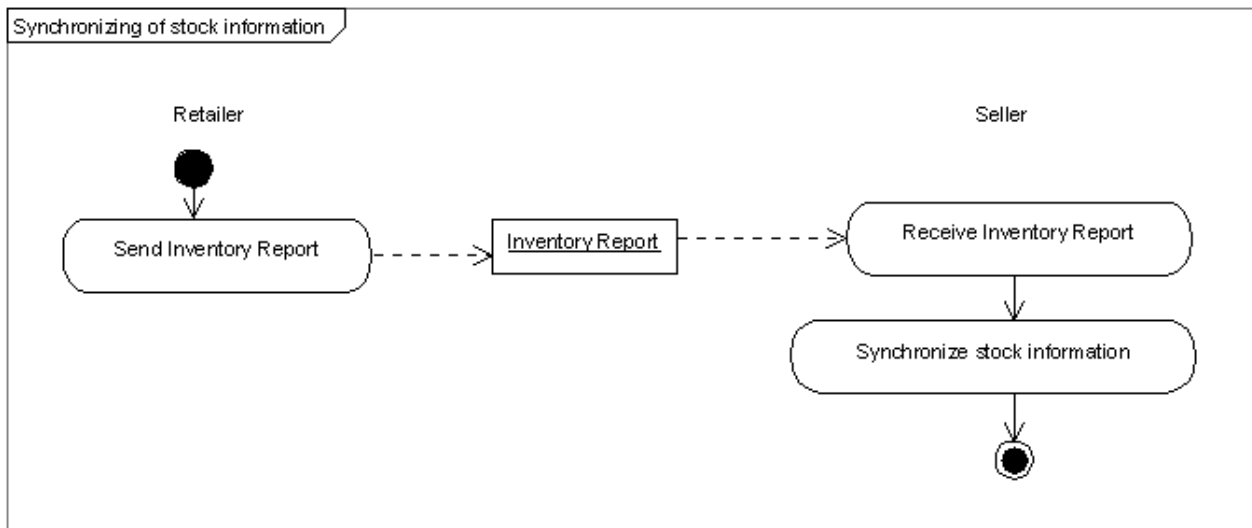 Synchronizing of stock information
Retailer
Seller
Send Inventory Report
Inventory Report
Receive Inventory Report
Synchronize stock information